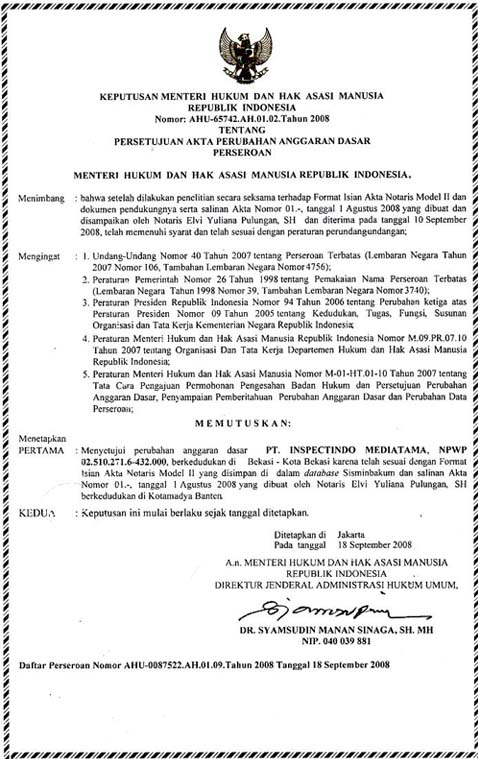 KEPUTUSAN MENTERI HUKUM DAN HAK ASASI MANUSIA
REPUBLIK INDONESIA
Nomor: AHU-65742.AH.01.02.Tahun 2008
TENTANG
PERSETUJUAN AKTA PERUBAHAN ANGGARAN DASAR
PERSEROAN
MENTERI HUKUM DAN HAK ASASI MANUSIA REPUBLIK INDONESIA,
Menimbang : bahwa setelah dilakukan penelitian secara seksama terhadap Format Isian Akta Notaris Model II dan
dokumen pendukungnya serta salinan Akta Nomor 01.-, tanggal 1 Agustus 2008 yang dibuat dan
disampaikan oleh Notaris Elvi Yuliana Pulungan, SH dan diterima pada tanggal 10 September
2008, telah memenuhi syarat dan telah sesuai dengan peraturan perundangundangan;
Mengingat : 1. Undang-Undang Nomor 40 Tahun 2007 tentang Perseroan Terbatas (Lembaran Negara Tahun
2007 Nomor 106, Tambahan Lembaran Negara Nomor 4756);
2. Peraturan Pemerintah Nomor 26 Tahun 1998 tentang Pemakaian Nama Perseroan Terbatas
(Lembaran Negara Tahun 1998 Nomor 39, Tambahan Lembaran Negara Nomor 3740);
3. Peraturan Presiden Republik Indonesia Nomor 94 Tahun 2006 tentang Perubahan ketiga atas
Peraturan Presiden Nomor 09 Tahun 2005 tentang Kedudukan, Tugas, Fungsi, Susunan
Organisasi dan Tata Kerja Kementerian Negara Republik Indonesia;
4. Peraturan Menteri Hukum dan Hak Asasi Manusia Republik Indonesia Nomor M.09.PR.07.10
Tahun 2007 tentang Organisasi Dan Tata Kerja Departemen Hukum dan Hak Asasi Manusia
Republik Indonesia;
5. Peraturan Menteri Hukum dan Hak Asasi Manusia Nomor M-01-HT.01-10 Tahun 2007 tentang
Tata Cara Pengajuan Permohonan Pengesahan Badan Hukum dan Persetujuan Perubahan
Anggaran Dasar, Penyampaian Pemberitahuan Perubahan Anggaran Dasar dan Perubahan Data
Perseroan;
M E M U T U S K A N :
Menetapkan
PERTAMA : Menyetujui perubahan anggaran dasar PT. INSPECTINDO MEDIATAMA, NPWP
02.510.271.6-432.000, berkedudukan di Bekasi - Kota Bekasi karena telah sesuai dengan Format
Isian Akta Notaris Model II yang disimpan di dalam database Sisminbakum dan salinan Akta
Nomor 01.-, tanggal 1 Agustus 2008 yang dibuat oleh Notaris Elvi Yuliana Pulungan, SH
berkedudukan di Kotamadya Banten.
KEDUA : Keputusan ini mulai berlaku sejak tanggal ditetapkan.
Ditetapkan di Jakarta
Pada tanggal 18 September 2008
A.n. MENTERI HUKUM DAN HAK ASASI MANUSIA
REPUBLIK INDONESIA
DIREKTUR JENDERAL ADMINISTRASI HUKUM UMUM,
DR. SYAMSUDIN MANAN SINAGA, SH. MH
NIP. 040 039 881
Daftar Perseroan Nomor AHU-0087522.AH.01.09.Tahun 2008 Tanggal 18 September 2008